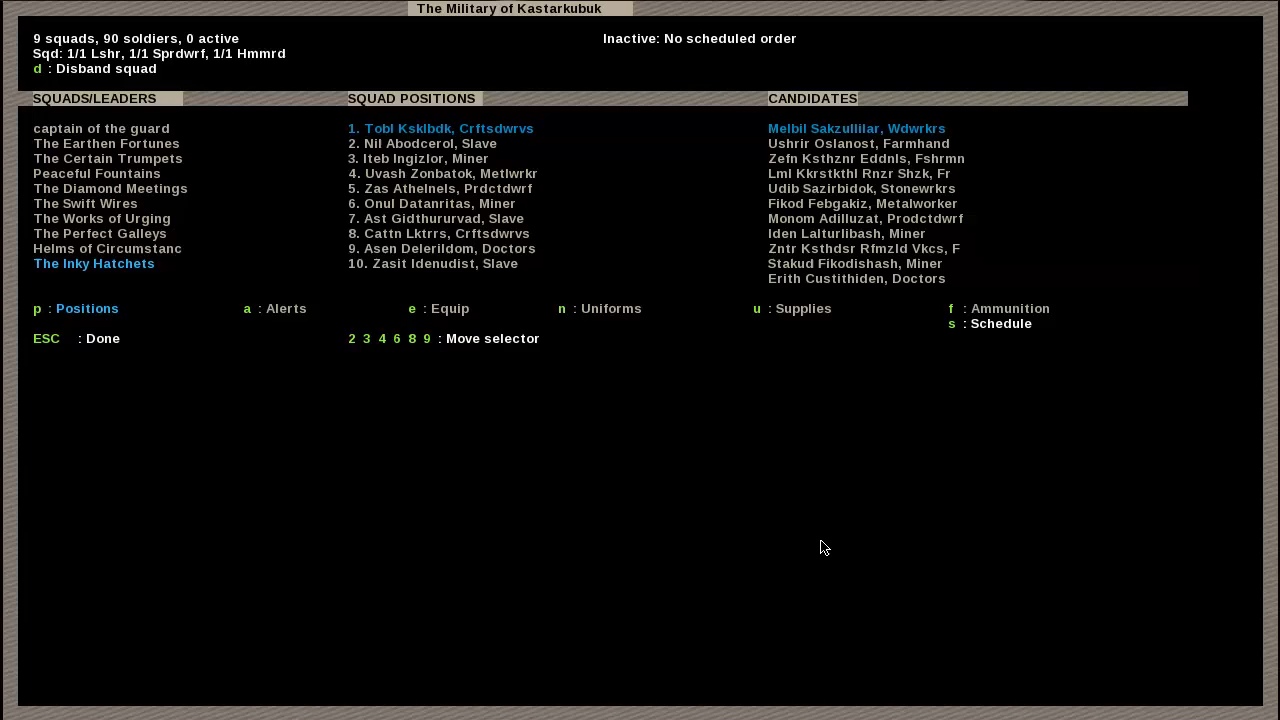 The Military of Kastarkubuk
9 squads, 90 soldiers, 0 active Inactive: No scheduled order
Sqd: 1/1 Lshr, 1/1 Sprdwrf, 1/1 Hmmrd
d : Disband squad
SQUADS/LEADERS SQUAD POSITIONS CANDIDATES
captain of the guard 1. Tobl Ksklbdk, Crftsdwrvs Melbil Sakzullilar, Wdwrkrs
The Earthen Fortunes 2. Nil Abodcerol, Slave Ushrir Oslanost, Farmhand
The Certain Trumpets 3. Iteb Ingizlor, Miner Zefn Ksthznr Eddnls, Fshrmn
Peaceful Fountains 4. Uvash Zonbatok, Metlwrkr Lml Kkrstkthl Rnzr Shzk, Fr
The Diamond Meetings 5. Zas Athelnels, Prdctdwrf Udib Sazirbidok, Stonewrkrs
The Swift Wires 6. Onul Datanritas, Miner Fikod Febgakiz, Metalworker
The Works of Urging 7. Ast Gidthururvad, Slave Monom Adilluzat, Prodctdwrf
The Perfect Galleys 8. Cattn Lktrrs, Crftsdwrvs Iden Lalturlibash, Miner
Helms of Circumstanc 9. Asen Delerildom, Doctors Zntr Ksthdsr Rfmzld Vkcs, F
The Inky Hatchets 10. Zasit Idenudist, Slave Stakud Fikodishash, Miner
Erith Custithiden, Doctors
p : Positions a : Alerts e : Equip n : Uniforms u : Supplies f : Ammunition
s : Schedule
ESC : Done 2 3 4 6 8 9 : Move selector